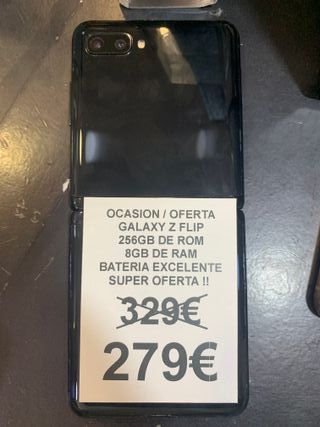 OCASION / OFERTA
GALAXY Z FLIP
256GB DE ROM
8GB DE RAM
BATERIA EXCELENTE
SUPER OFERTA !!
329€
279€